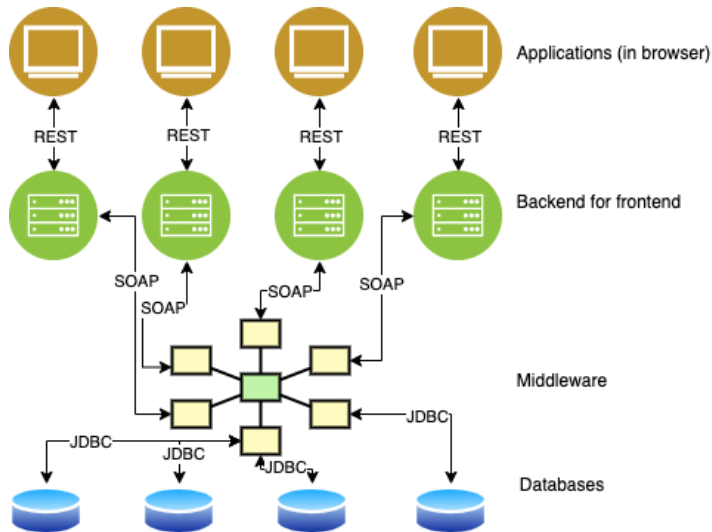 Applications (in browser)
REST
REST
REST
REST
Backend for frontend
SOAP
SOAP
SOAP
SOAP
Middleware
JDBC
JDBC
JDBC
JDBC
Databases